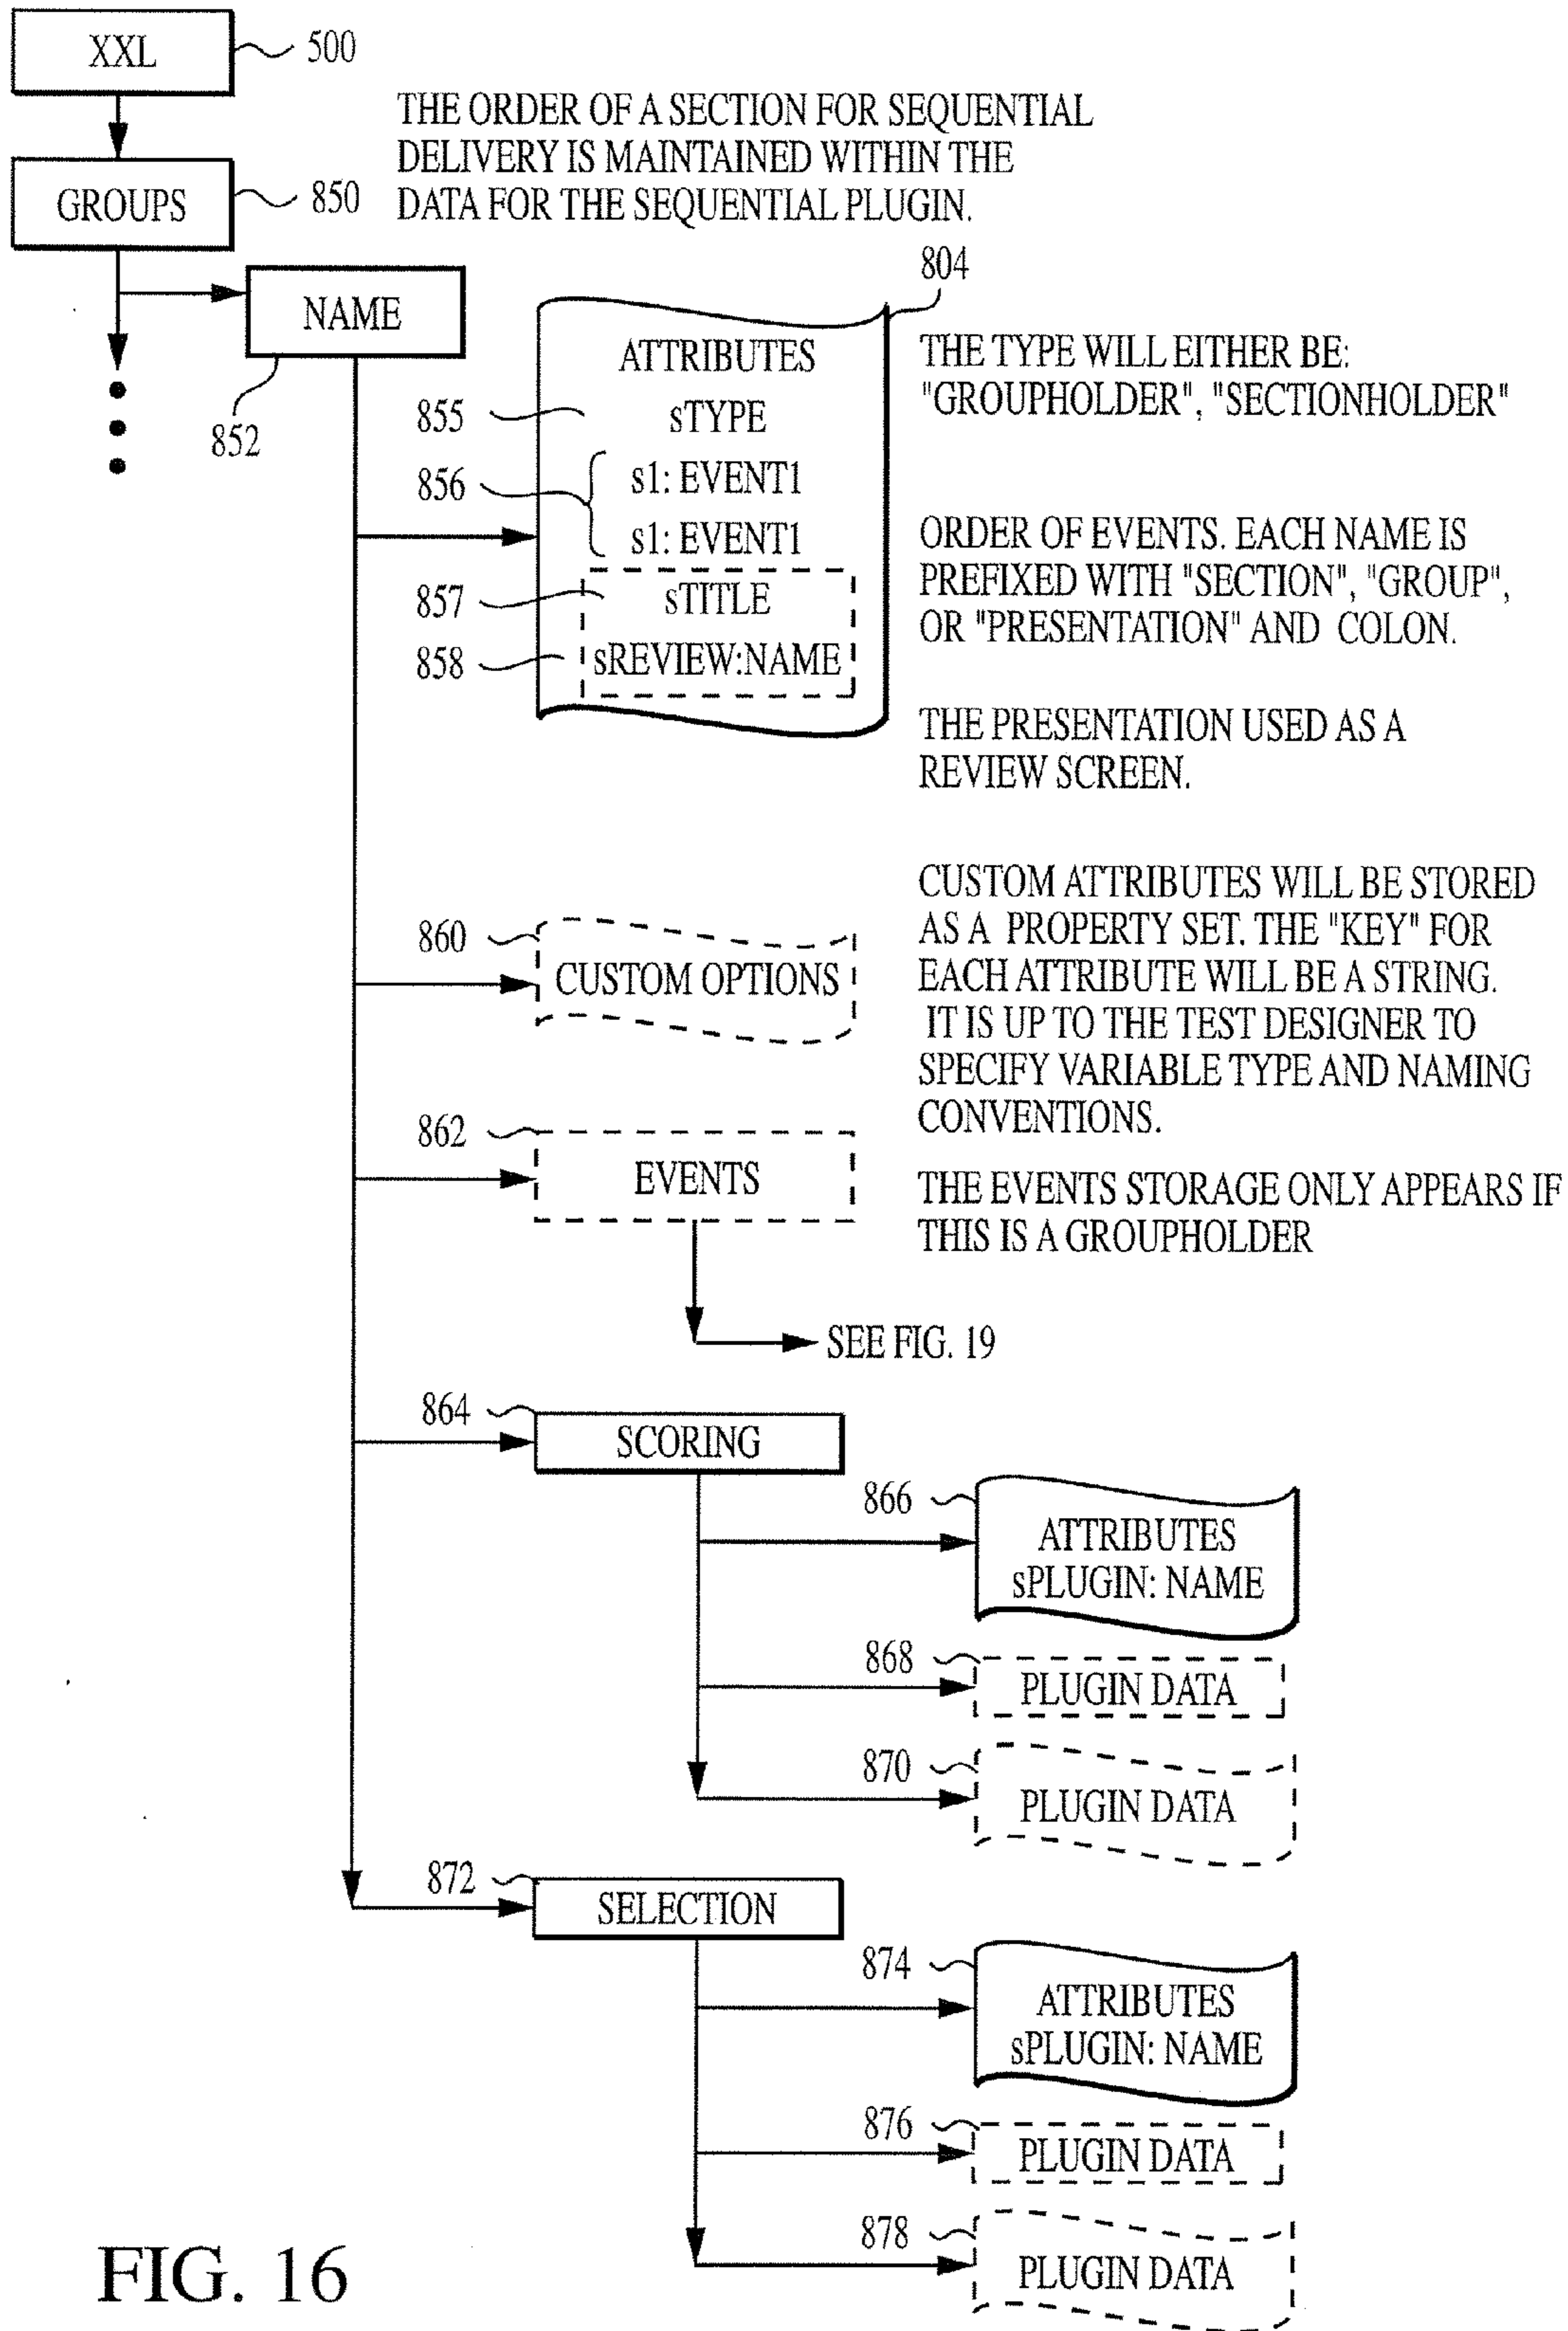 XXL
500
THE ORDER OF A SECTION FOR SEQUENTIAL
DELIVERY IS MAINTAINED WITHIN THE
DATA FOR THE SEQUENTIAL PLUGIN.
GROUPS
850
NAME
852
804
ATTRIBUTES
855
sTYPE
856
s1: EVENT1
s1: EVENT1
857
sTITLE
858
sREVIEW:NAME
THE TYPE WILL EITHER BE:
"GROUPHOLDER", "SECTIONHOLDER"
ORDER OF EVENTS. EACH NAME IS
PREFIXED WITH "SECTION", "GROUP",
OR "PRESENTATION" AND COLON.
THE PRESENTATION USED AS A
REVIEW SCREEN.
860
CUSTOM OPTIONS
CUSTOM ATTRIBUTES WILL BE STORED
AS A PROPERTY SET. THE "KEY" FOR
EACH ATTRIBUTE WILL BE A STRING.
IT IS UP TO THE TEST DESIGNER TO
SPECIFY VARIABLE TYPE AND NAMING
CONVENTIONS.
862
EVENTS
THE EVENTS STORAGE ONLY APPEARS IF
THIS IS A GROUPHOLDER
SEE FIG. 19
864
SCORING
866
ATTRIBUTES
sPLUGIN: NAME
868
PLUGIN DATA
870
PLUGIN DATA
872
SELECTION
874
ATTRIBUTES
sPLUGIN: NAME
876
PLUGIN DATA
878
PLUGIN DATA
FIG. 16